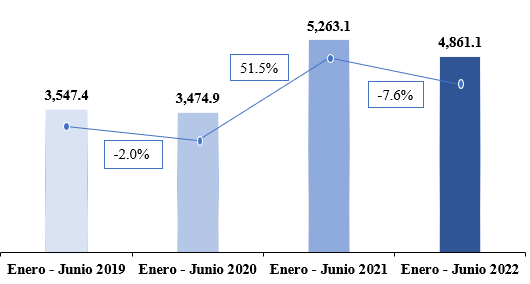 5,263.1
4,861.1
51.5%
-7.6%
3,547.4
3,474.9
-2.0%
Enero - Junio 2019
Enero - Junio 2020
Enero - Junio 2021
Enero - Junio 2022